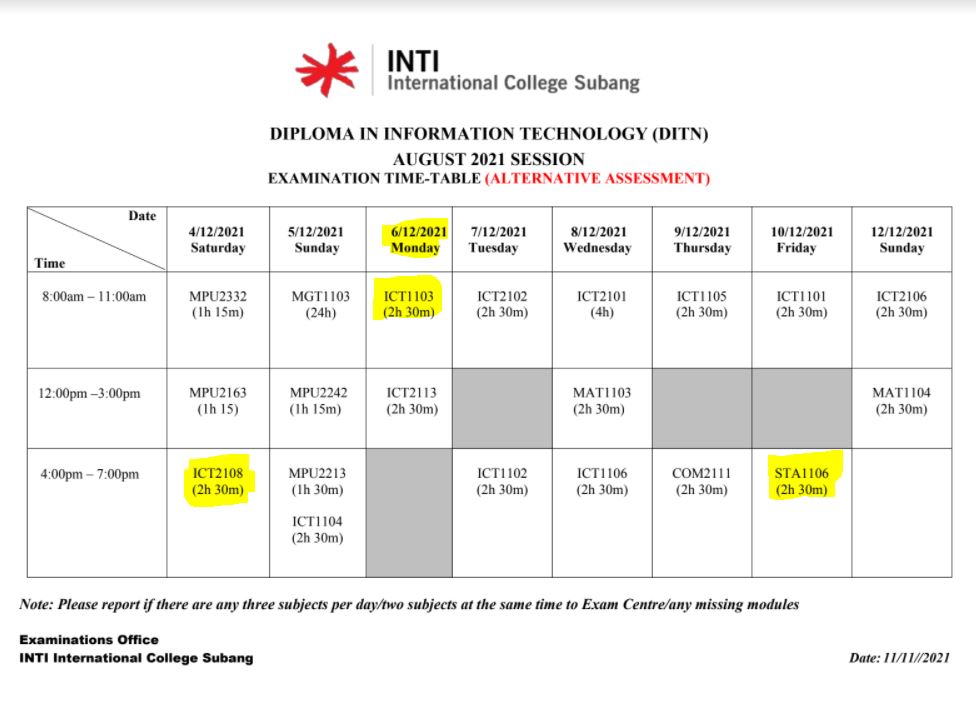 INTI
International College Subang
DIPLOMA IN INFORMATION TECHNOLOGY (DITN)
AUGUST 2021 SESSION
EXAMINATION TIME-TABLE (ALTERNATIVE ASSESSMENT)
Date
Time
4/12/2021 5/12/2021 6/12/2021 7/12/2021 8/12/2021 9/12/2021 10/12/2021 12/12/2021
Saturday Sunday Monday Tuesday Wednesday Thursday Friday Sunday
8:00am – 11:00am MPU2332 MGT1103 ICT1103 ICT2102 ICT2101 ICT1105 ICT1101 ICT2106
(1h 15m) (24h) (2h 30m) (2h 30m) (4h) (2h 30m) (2h 30m) (2h 30m)
12:00pm –3:00pm MPU2163 MPU2242 ICT2113 MAT1103 MAT1104
(1h 15) (1h 15m) (2h 30m) (2h 30m) (2h 30m)
4:00pm – 7:00pm ICT2108 MPU2213 ICT1102 ICT1106 COM2111 STA1106
(2h 30m) (1h 30m) (2h 30m) (2h 30m) (2h 30m) (2h 30m)
ICT1104
(2h 30m)
Note: Please report if there are any three subjects per day/two subjects at the same time to Exam Centre/any missing modules
Examinations Office
INTI International College Subang Date: 11/11//2021